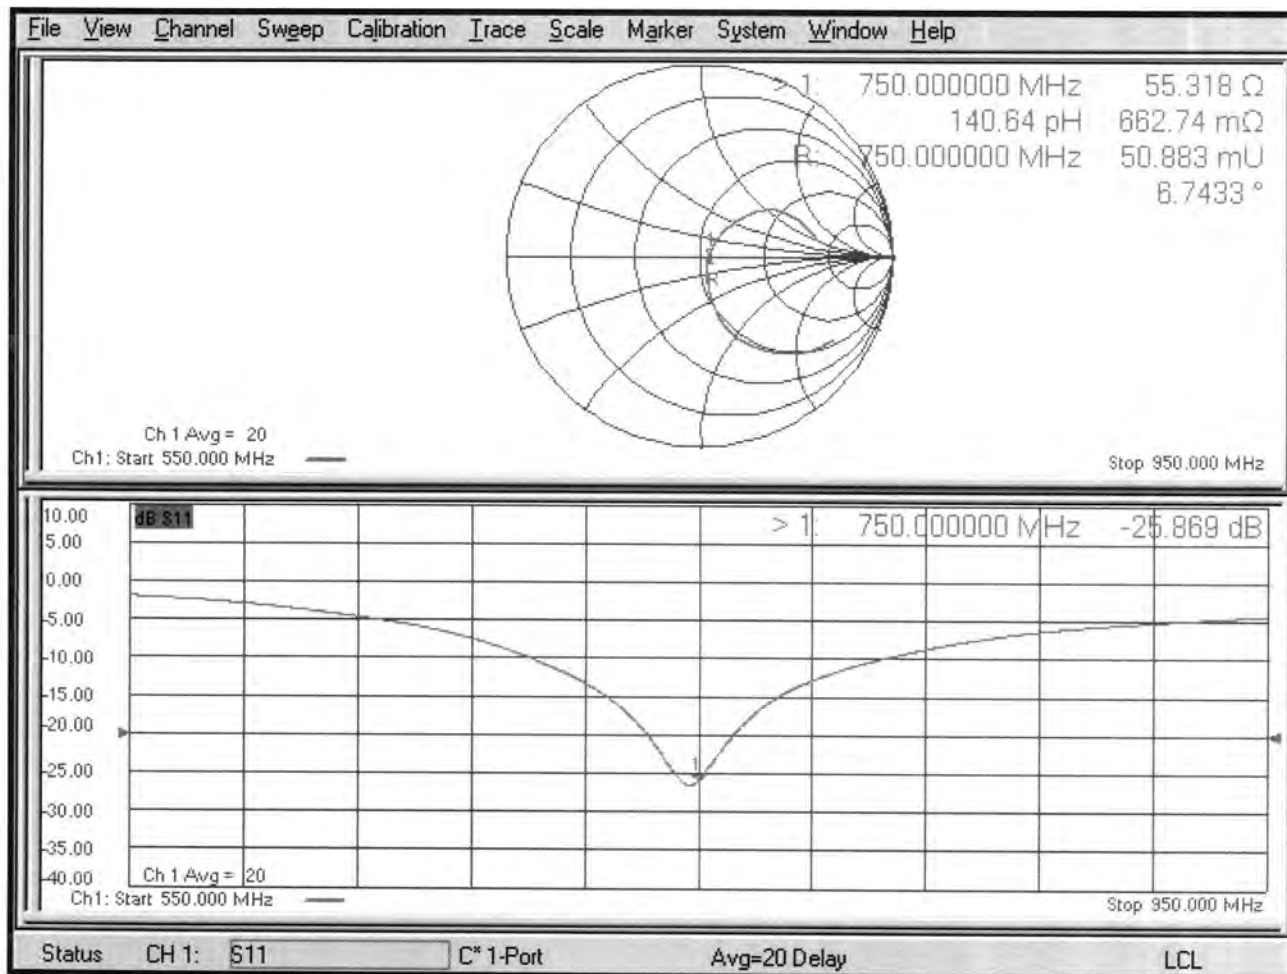 File View Channel Sweep Calibration Trace Scale Marker System Window Help
> 1: 750.000000 MHz 55.318 Ω
140.64 pH 662.74 mΩ
R: 750.000000 MHz 50.883 mU
6.7433 °
Ch 1 Avg = 20
Ch1: Start 550.000 MHz
Stop 950.000 MHz
10.00
dB S11
> 1: 750.000000 MHz -25.869 dB
5.00
0.00
-5.00
-10.00
-15.00
-20.00
-25.00
1
-30.00
-35.00
-40.00
Ch 1 Avg = 20
Ch1: Start 550.000 MHz
Stop 950.000 MHz
Status CH 1: S11 C* 1-Port Avg=20 Delay LCL